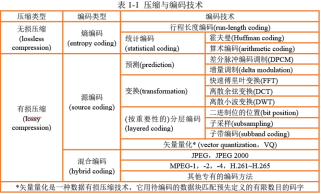 表 1-1 压缩与编码技术
压缩类型 编码类型 编码技术
无损压缩 (lossless compression) 熵编码 (entropy coding) 行程长度编码(run-length coding)
统计编码 (statistical coding) 霍夫曼(Huffman coding)
算术编码(arithmetic coding)
有损压缩 (lossy compression) 源编码 (source coding) 预测(prediction) 差分脉冲编码调制(DPCM)
增量调制(delta modulation)
变换(transformation) 快速傅里叶变换(FFT)
离散余弦变换(DCT)
离散小波变换(DWT)
(按重要性的)分层编码 (layered coding) 二进制位的位置(bit position)
子采样(subsampling)
子带编码(subband coding)
矢量量化* (vector quantization, VQ)
混合编码 (hybrid coding) JPEG, JPEG 2000
MPEG-1, -2, -4, H.261~H.265
其他专有的编码方法
*矢量量化是一种数据有损压缩技术,它用待编码的数据块匹配预先定义的有限数目的码字